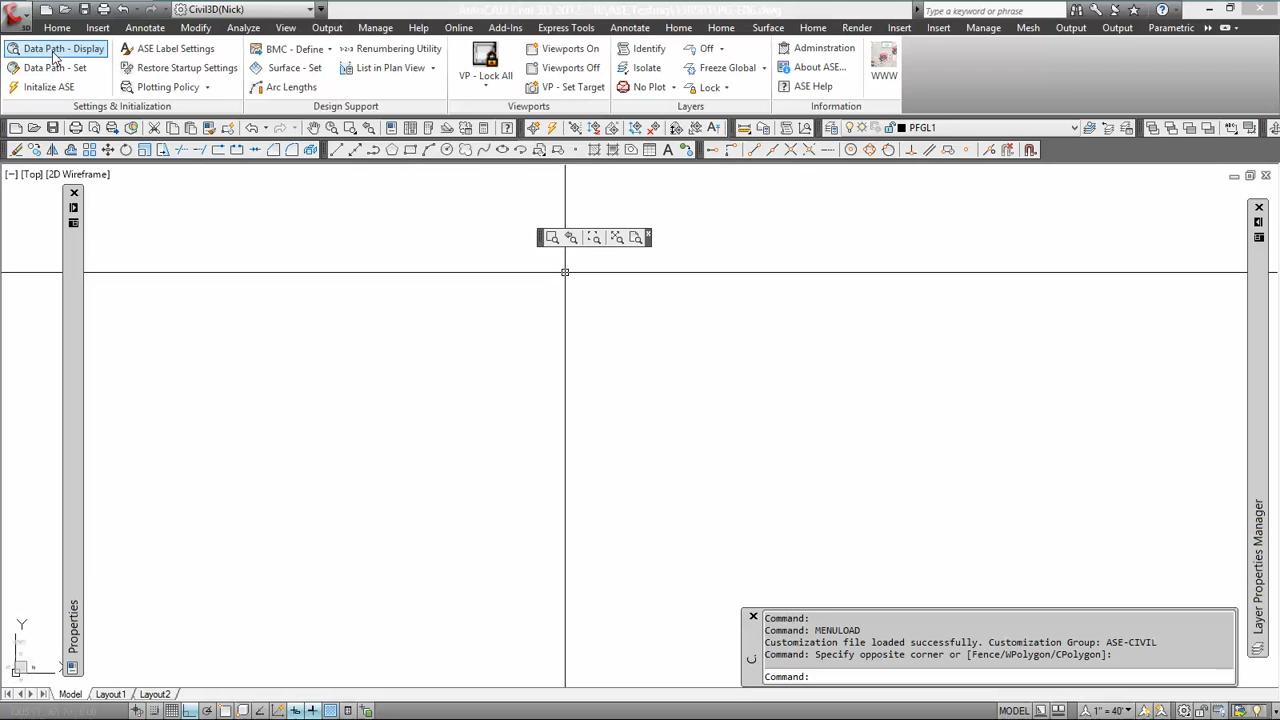 Civil3D(Nick)
Type a keyword or phrase
Home Insert Annotate Modify Analyze View Output Manage Help Online Add-Ins Express Tools Annotate Home Home Surface Home Render Insert Insert Manage Mesh Output Parametric
Data Path - Display
Data Path - Set
Initalize ASE
ASE Label Settings
Restore Startup Settings
Plotting Policy
Settings & Initialization
BMC - Define
Surface - Set
Arc Lengths
Renumbering Utility
List in Plan View
Design Support
VP - Lock All
Viewports On
Viewports Off
VP - Set Target
Viewports
Identify
Isolate
No Plot
Off
Freeze Global
Lock
Layers
Adminstration
About ASE...
ASE Help
WWW
Information
PFGL1
[−] [Top] [2D Wireframe]
Properties
Layer Properties Manager
Y
Command:
Command: MENULOAD
Customization file loaded successfully. Customization Group: ASE-CIVIL
Command: Specify opposite corner or [Fence/WPolygon/CPolygon]:
Command:
Model Layout1 Layout2
MODEL
1" = 40'